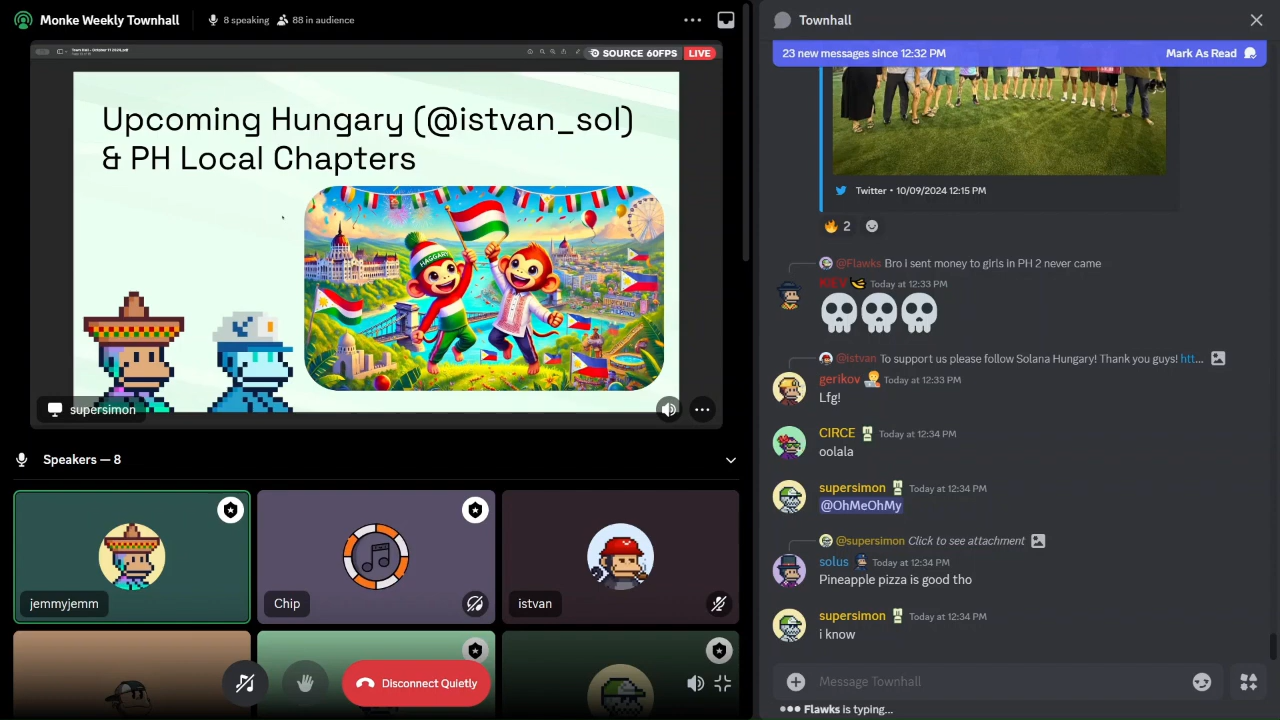 Monke Weekly Townhall
8 speaking
88 in audience
SOURCE 60FPS
LIVE
Upcoming Hungary (@istvan_sol)
& PH Local Chapters
HAGGARY
supersimon
Speakers — 8
jemmyjemm
Chip
istvan
Disconnect Quietly
Townhall
23 new messages since 12:32 PM
Mark As Read
Twitter • 10/09/2024 12:15 PM
2
@Flawks Bro i sent money to girls in PH 2 never came
Today at 12:33 PM
@istvan To support us please follow Solana Hungary! Thank you guys! htt...
gerikov Today at 12:33 PM
Lfg!
CIRCE Today at 12:34 PM
oolala
supersimon Today at 12:34 PM
@OhMeOhMy
@supersimon Click to see attachment
solus Today at 12:34 PM
Pineapple pizza is good tho
supersimon Today at 12:34 PM
i know
Message Townhall
Flawks is typing...